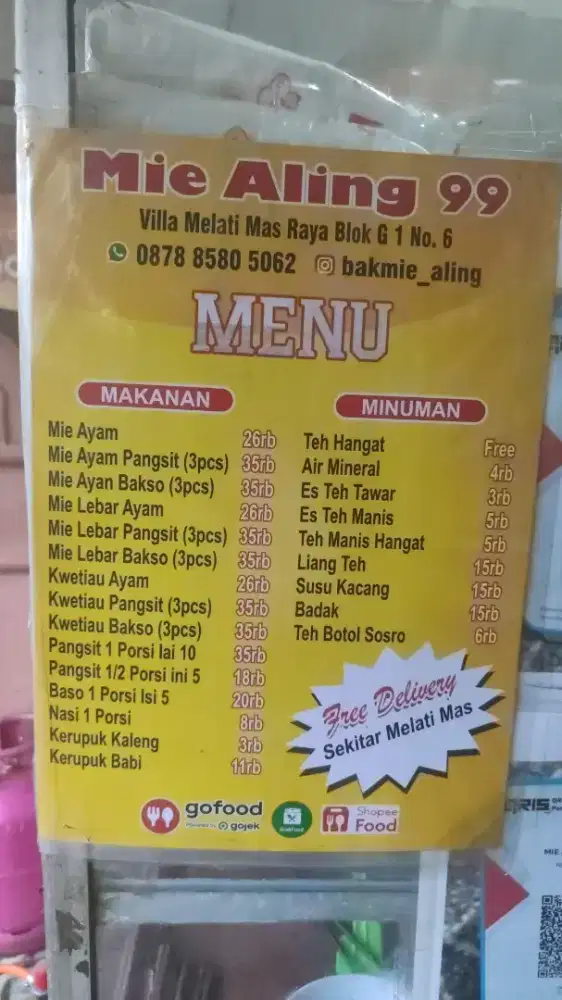 Mie Aling 99
Villa Melati Mas Raya Blok G 1 No. 6
0878 8580 5062 bakmie_aling
MENU
MAKANAN
Mie Ayam 26rb
Mie Ayam Pangsit (3pcs) 35rb
Mie Ayan Bakso (3pcs) 35rb
Mie Lebar Ayam 26rb
Mie Lebar Pangsit (3pcs) 35rb
Mie Lebar Bakso (3pcs) 35rb
Kwetiau Ayam 26rb
Kwetiau Pangsit (3pcs) 35rb
Kwetiau Bakso (3pcs) 35rb
Pangsit 1 Porsi Iai 10 35rb
Pangsit 1/2 Porsi ini 5 18rb
Baso 1 Porsi Isi 5 20rb
Nasi 1 Porsi 8rb
Kerupuk Kaleng 3rb
Kerupuk Babi 11rb
MINUMAN
Teh Hangat Free
Air Mineral 4rb
Es Teh Tawar 3rb
Es Teh Manis 5rb
Teh Manis Hangat 5rb
Liang Teh 15rb
Susu Kacang 15rb
Badak 15rb
Teh Botol Sosro 6rb
Free Delivery
Sekitar Melati Mas
gofood
gojek
GrabFood
Shopee
Food
RIS
MIE